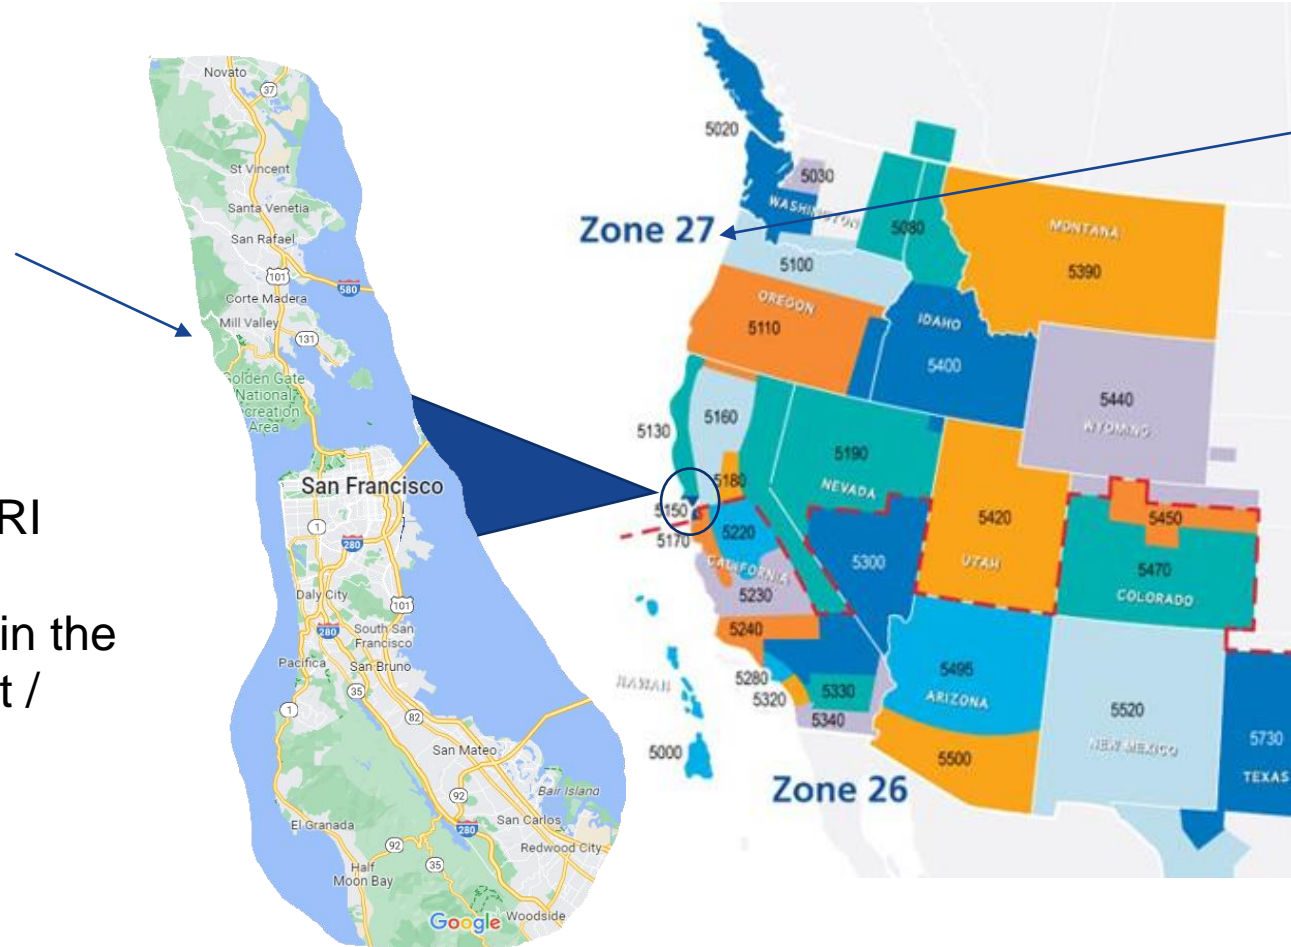 RI
in the
t /
Novato
37
St Vincent
Santa Venetia
San Rafael
101
580
Corte Madera
Mill Valley
131
Golden Gate
National
Recreation
Area
San Francisco
1
280
Daly City
101
280
South San
Francisco
Pacifica
San Bruno
35
1
82
San Mateo
92
Bair Island
El Granada
San Carlos
280
92
Redwood City
35
Half
Moon Bay
Google
Woodside
5020
5030
WASHINGTON
Zone 27
5080
MONTANA
5390
5100
OREGON
5110
IDAHO
5400
5440
WYOMING
5130
5160
5190
NEVADA
5180
5150
5170
5220
CALIFORNIA
5230
5300
5420
UTAH
5450
5470
COLORADO
5240
5280
5320
5330
5340
HAWAII
5000
5495
ARIZONA
5500
5520
NEW MEXICO
5730
TEXAS
Zone 26